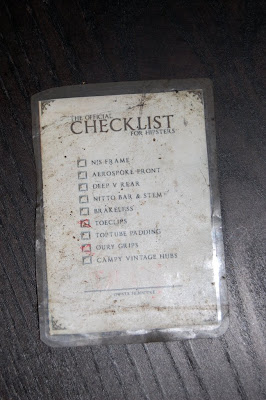 THE OFFICIAL
CHECKLIST
FOR HIPSTERS
NJS FRAME
AEROSPOKE FRONT
DEEP V REAR
NITTO BAR & STEM
BRAKELESS
TOECLIPS
TOPTUBE PADDING
OURY GRIPS
CAMPY VINTAGE HUBS